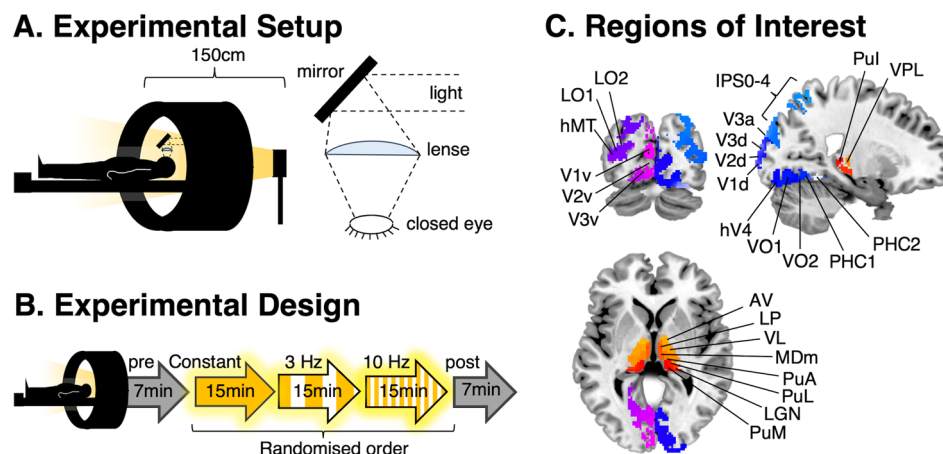 A. Experimental Setup
150cm
mirror
light
lense
closed eye
B. Experimental Design
pre
Constant
3 Hz
10 Hz
post
7min
15min
15min
15min
7min
Randomised order
C. Regions of Interest
LO2
LO1
hMT
V1v
V2v
V3v
PuI
VPL
IPS0-4
V3a
V3d
V2d
V1d
hV4
VO1
VO2
PHC1
PHC2
AV
LP
VL
MDm
PuA
PuL
LGN
PuM